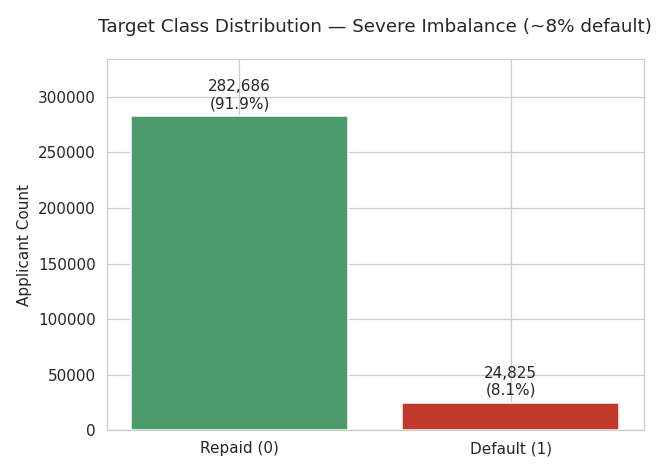 Target Class Distribution — Severe Imbalance (~8% default)
Applicant Count
300000
250000
200000
150000
100000
50000
0
282,686
(91.9%)
24,825
(8.1%)
Repaid (0)
Default (1)